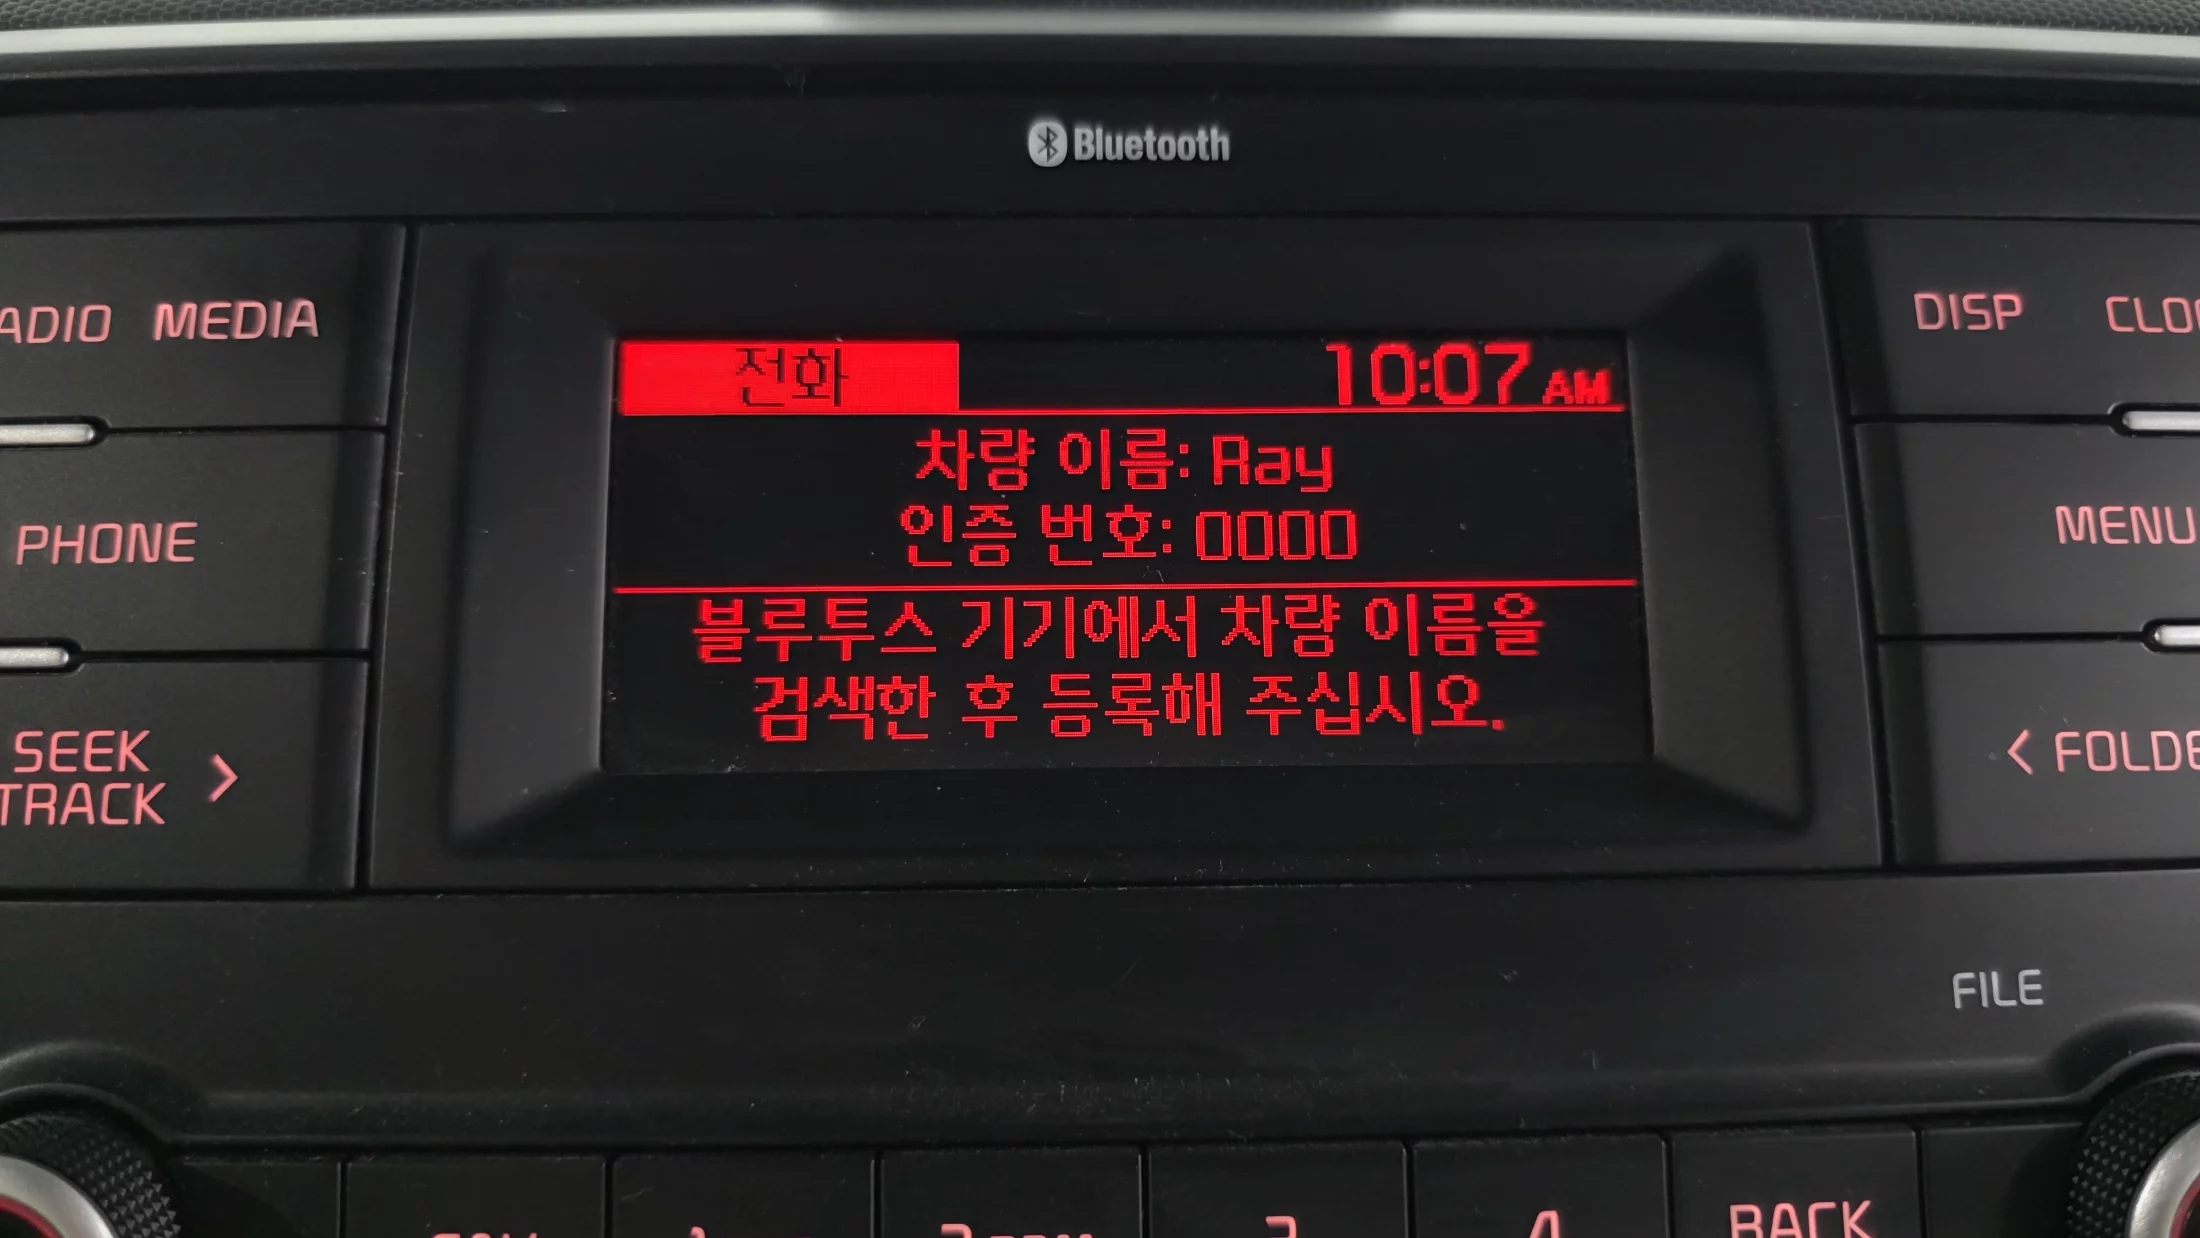 Bluetooth
MEDIA
DISP
전화 10:07 AM
차량 이름: Ray
인증 번호: 0000
블루투스 기기에서 차량 이름을
검색한 후 등록해 주십시오.
PHONE
MENU
SEEK
TRACK >
FILE
3
4
BACK